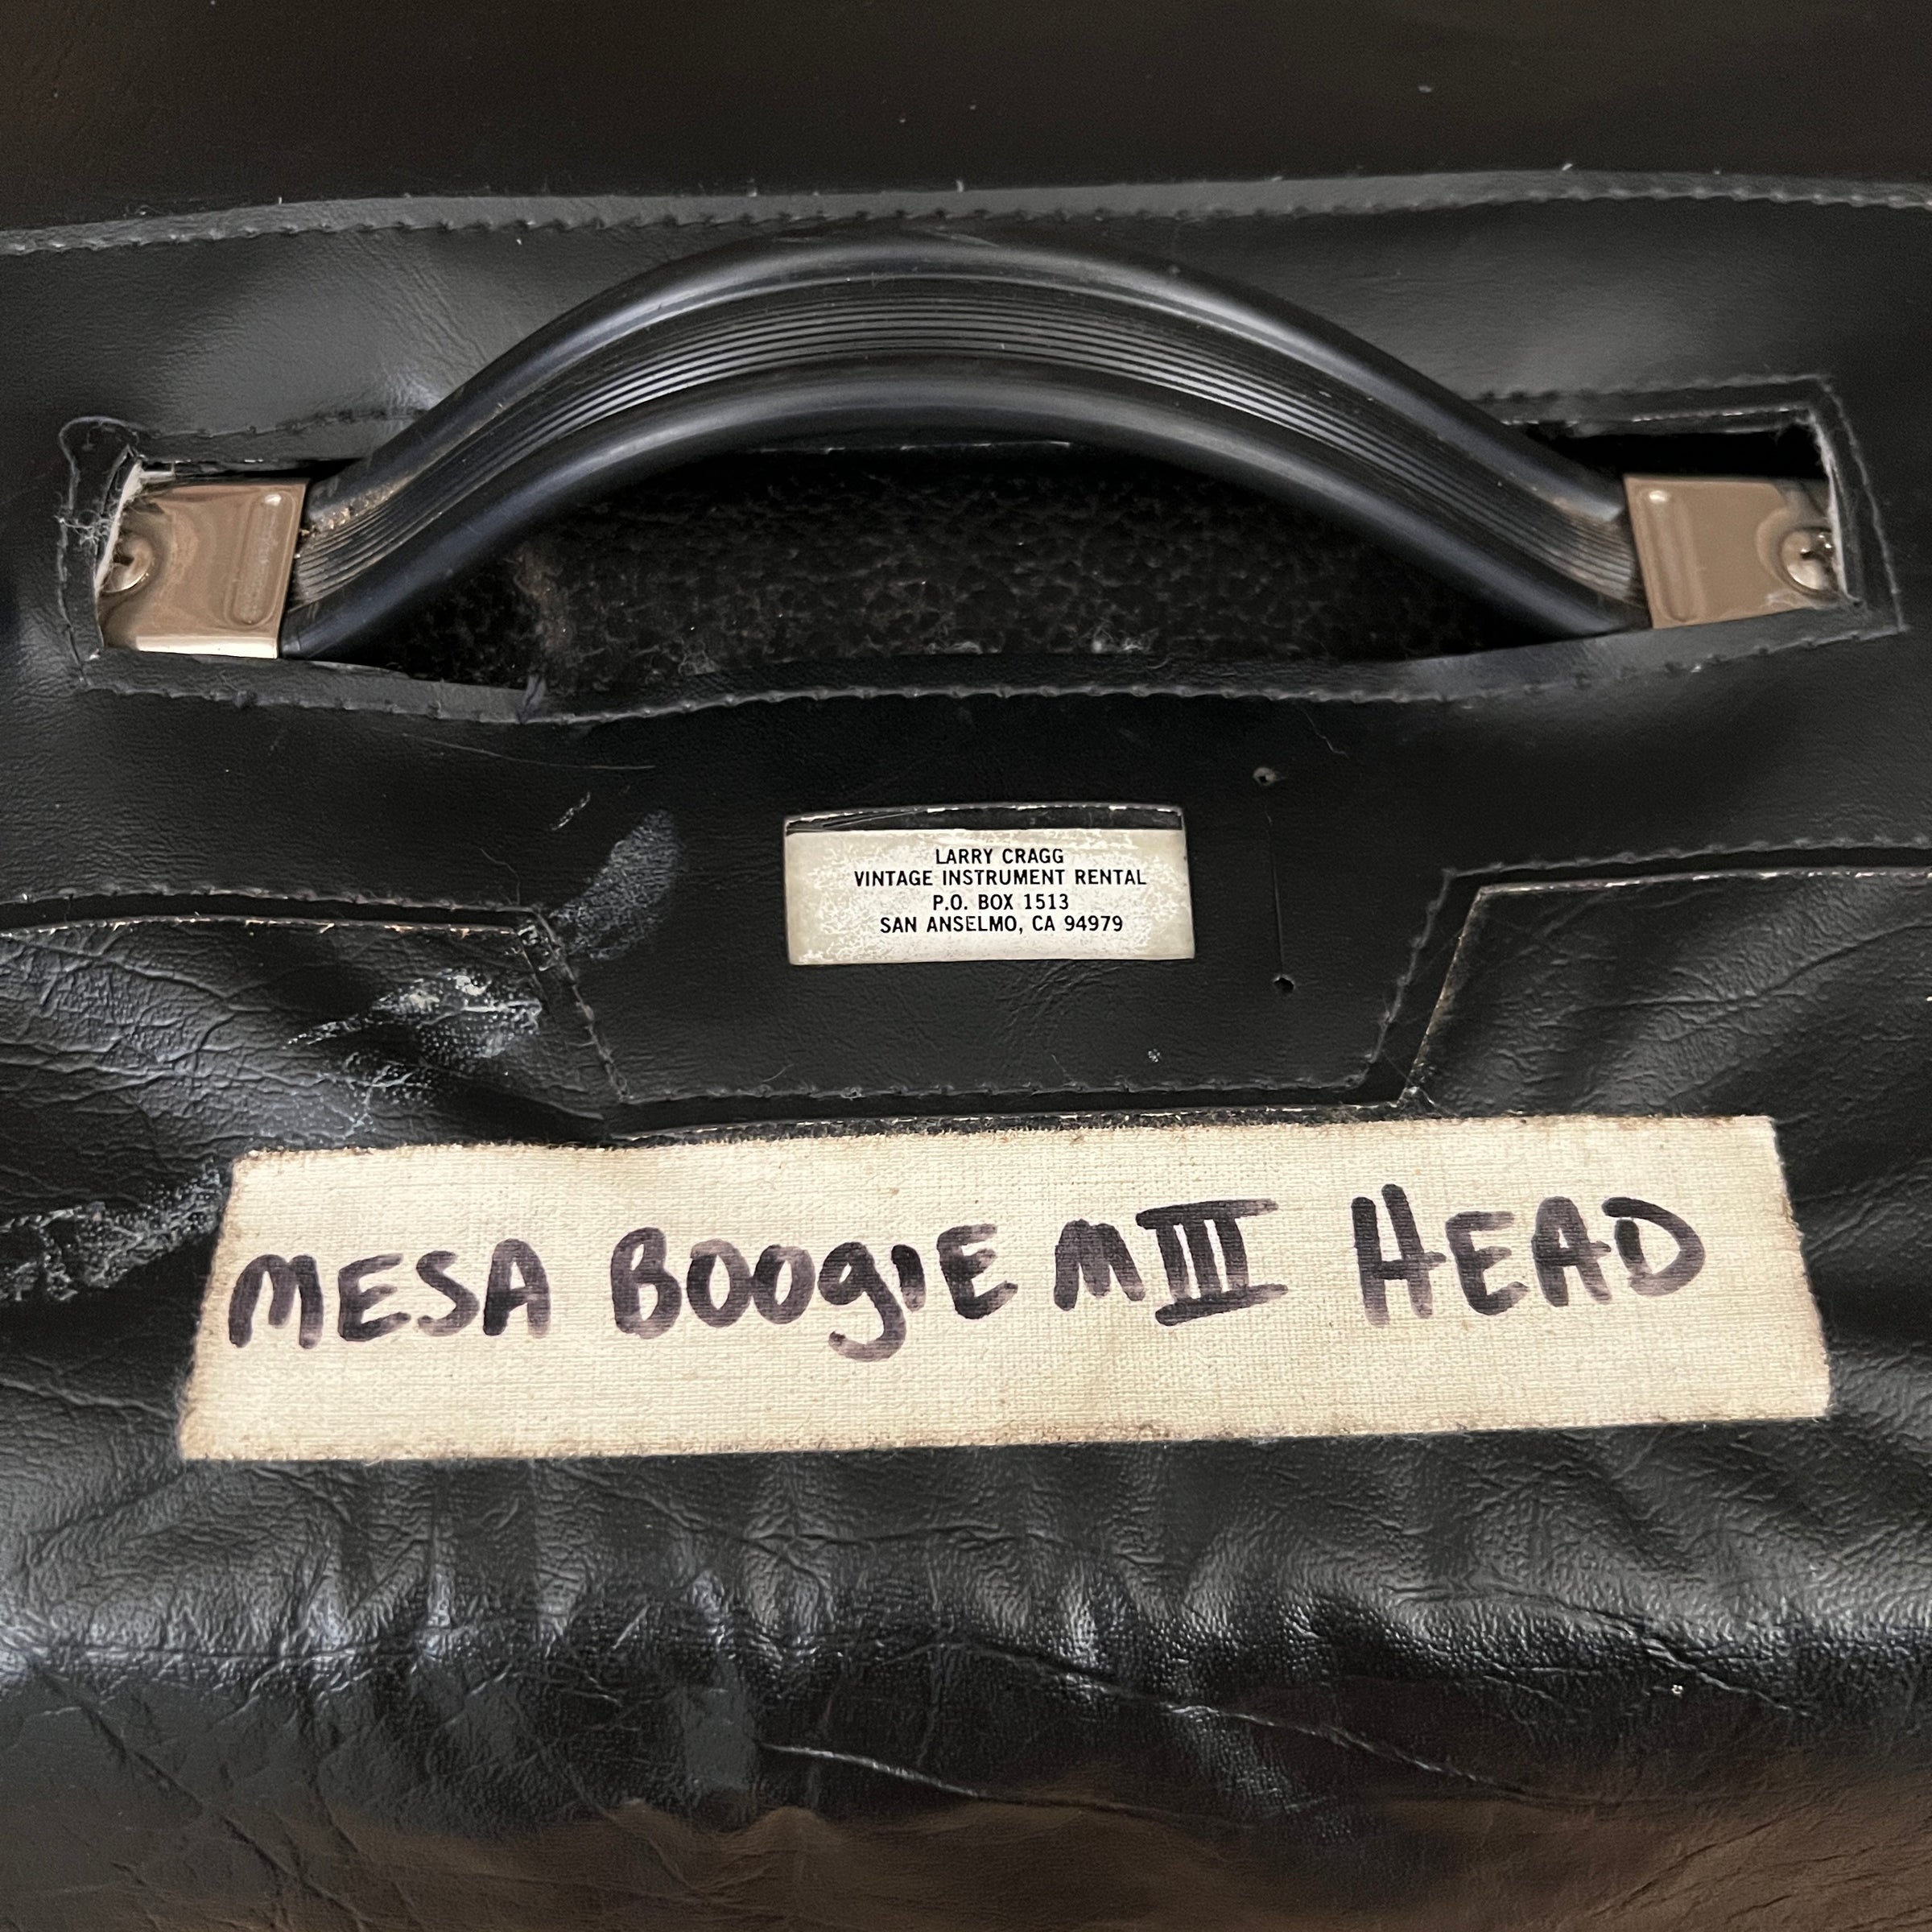 LARRY CRAGG
VINTAGE INSTRUMENT RENTAL
P.O. BOX 1513
SAN ANSELMO, CA 94979
MESA BOOgIE MIII HEAD